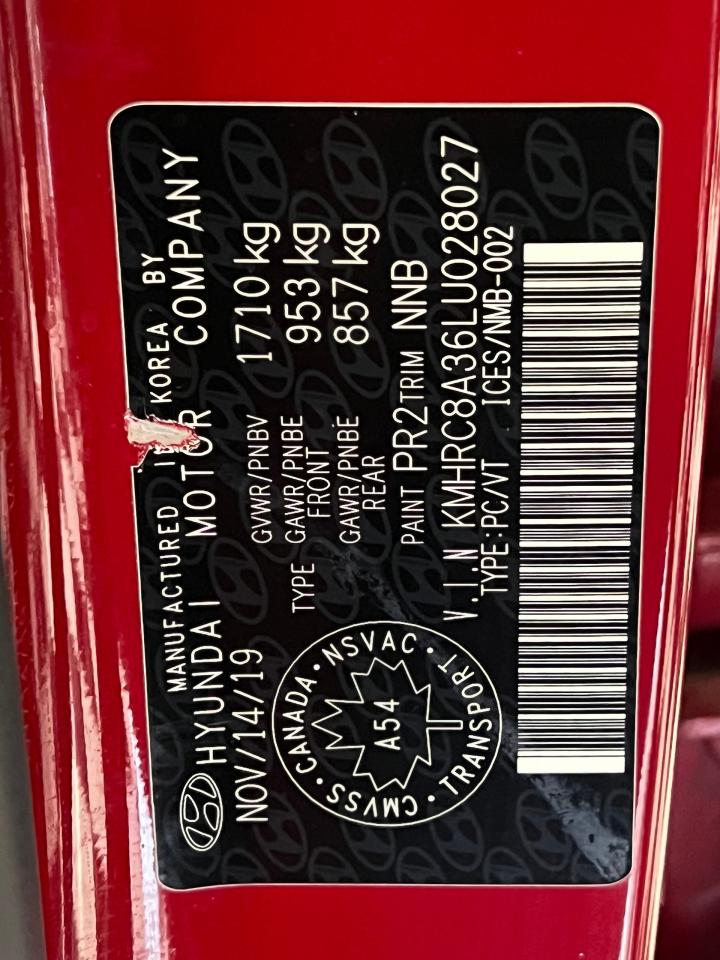 MANUFACTURED IN KOREA BY
HYUNDAI MOTOR COMPANY
NOV/14/19
GVWR/PNBV 1710 kg
TYPE GAWR/PNBE FRONT 953 kg
GAWR/PNBE REAR 857 kg
PAINT PR2 TRIM NNB
V.I.N KMHRC8A36LU028027
TYPE:PC/VT ICES/NMB-002
CMVSS · CANADA · NSVAC · TRANSPORT ·
A54